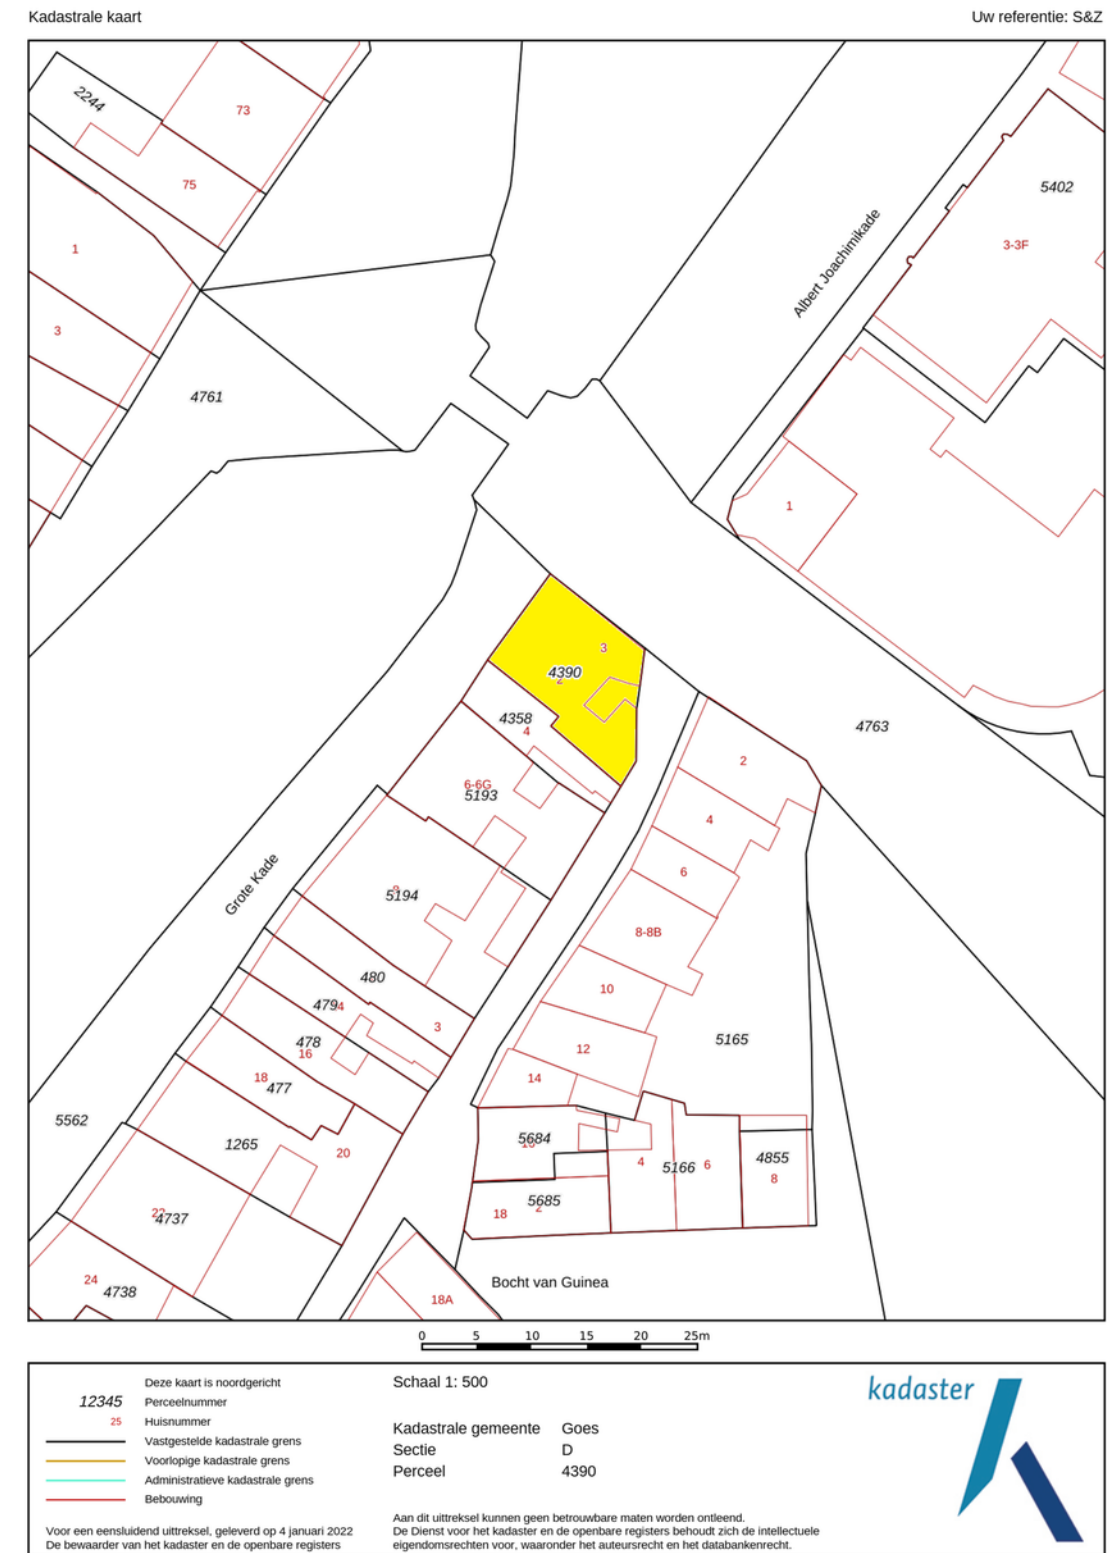 Kadastrale kaart
Uw referentie: S&Z
2244
73
75
1
3
4761
5402
3-3F
Albert Joachimikade
1
3
4390
2
4358
4
4763
6-6G
5193
2
4
6
8-8B
10
12
14
5165
Grote Kade
5194
480
479
4
3
478
16
18
477
5562
1265
20
22
4737
24
4738
5684
4
5166
6
4855
8
5685
18
2
Bocht van Guinea
18A
0 5 10 15 20 25m
Deze kaart is noordgericht
12345 Perceelnummer
25 Huisnummer
Vastgestelde kadastrale grens
Voorlopige kadastrale grens
Administratieve kadastrale grens
Bebouwing
Voor een eensluidend uittreksel, geleverd op 4 januari 2022
De bewaarder van het kadaster en de openbare registers
Schaal 1: 500
Kadastrale gemeente Goes
Sectie D
Perceel 4390
Aan dit uittreksel kunnen geen betrouwbare maten worden ontleend.
De Dienst voor het kadaster en de openbare registers behoudt zich de intellectuele
eigendomsrechten voor, waaronder het auteursrecht en het databankenrecht.
kadaster